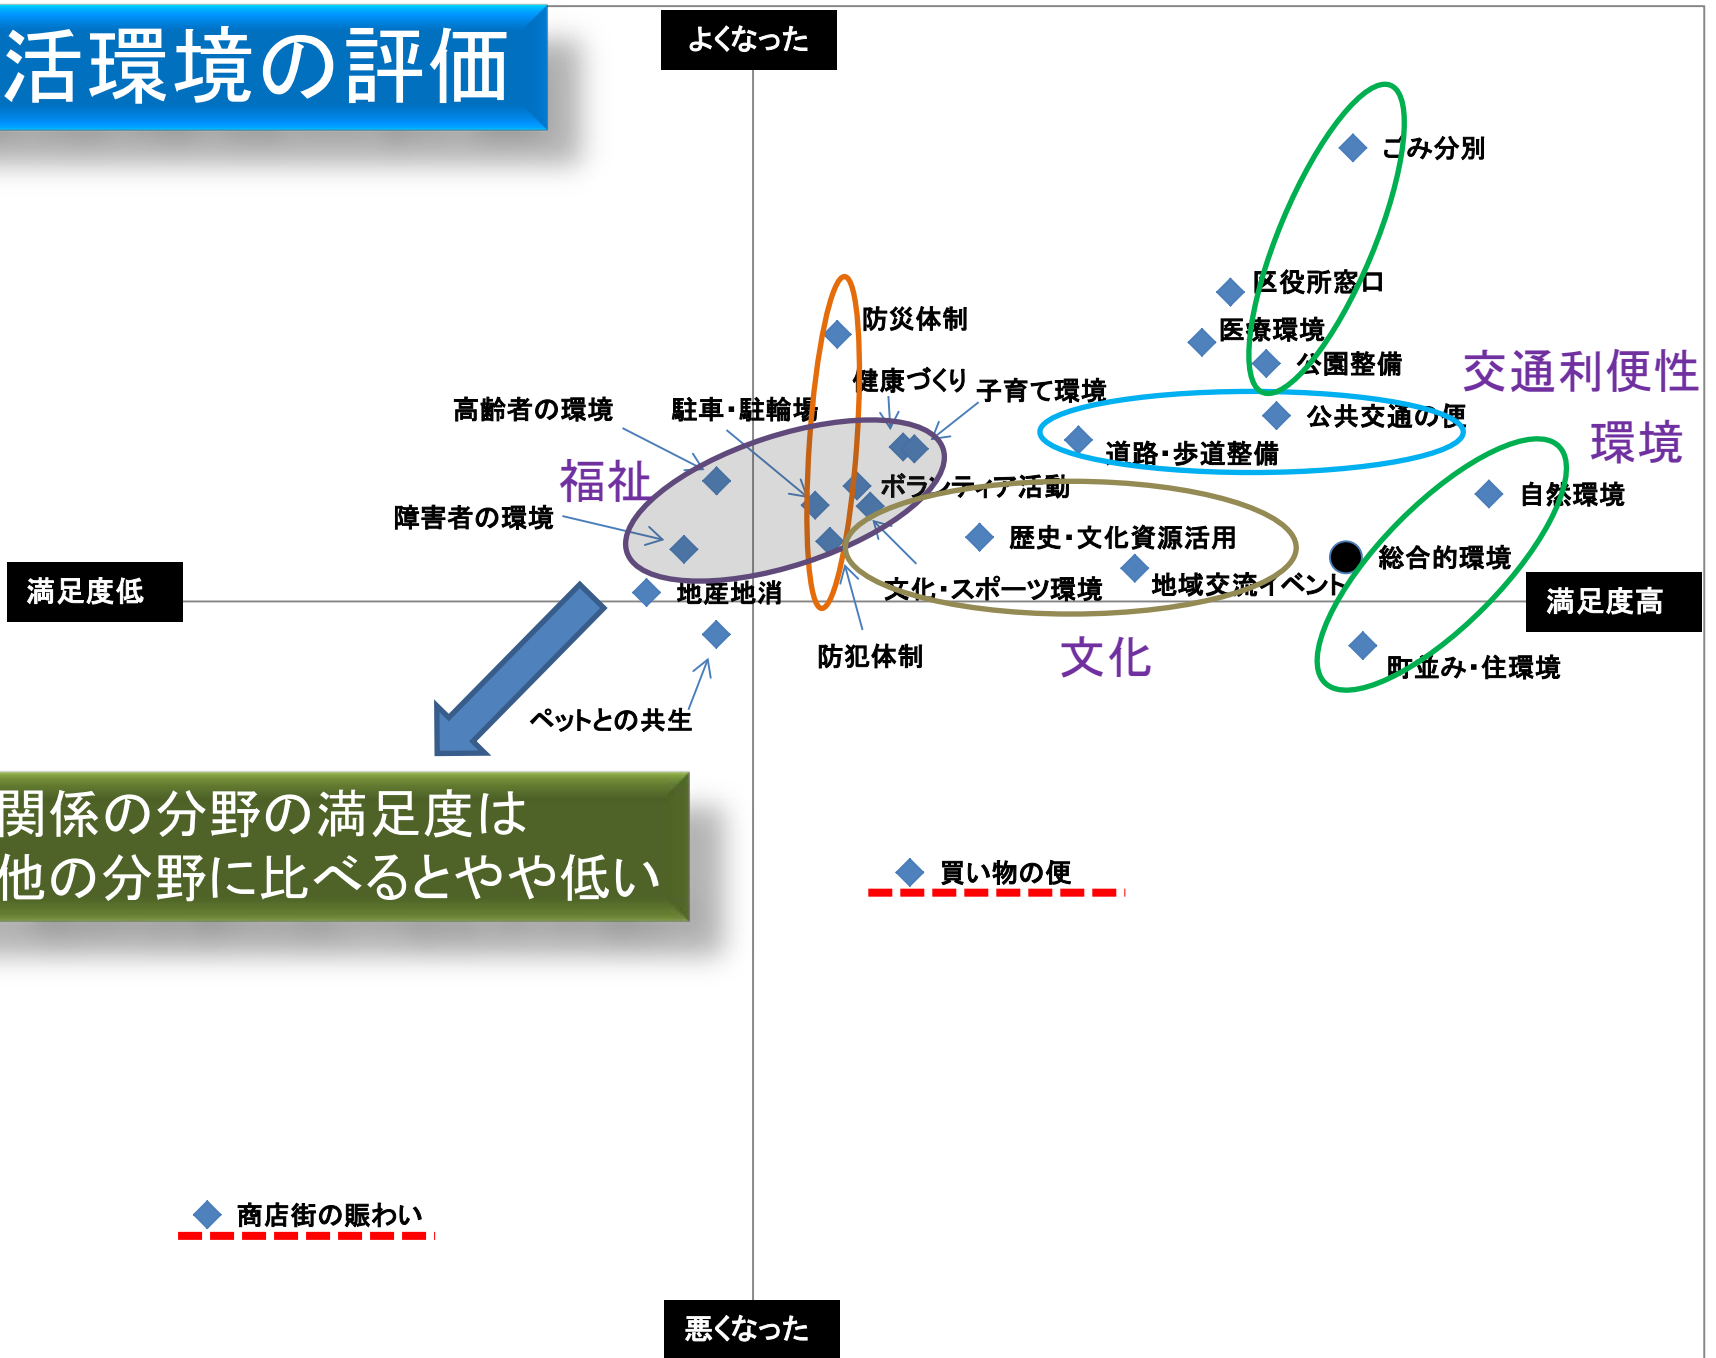 活環境の評価
よくなった
ごみ分別
区役所窓口
防災体制
医療環境
公園整備
交通利便性
健康づくり
子育て環境
高齢者の環境
駐車・駐輪場
公共交通の便
環境
道路・歩道整備
福祉
ボランティア活動
自然環境
障害者の環境
歴史・文化資源活用
総合的環境
満足度低
地産地消
文化・スポーツ環境
地域交流イベント
満足度高
防犯体制
文化
町並み・住環境
ペットとの共生
関係の分野の満足度は
他の分野に比べるとやや低い
買い物の便
商店街の賑わい
悪くなった